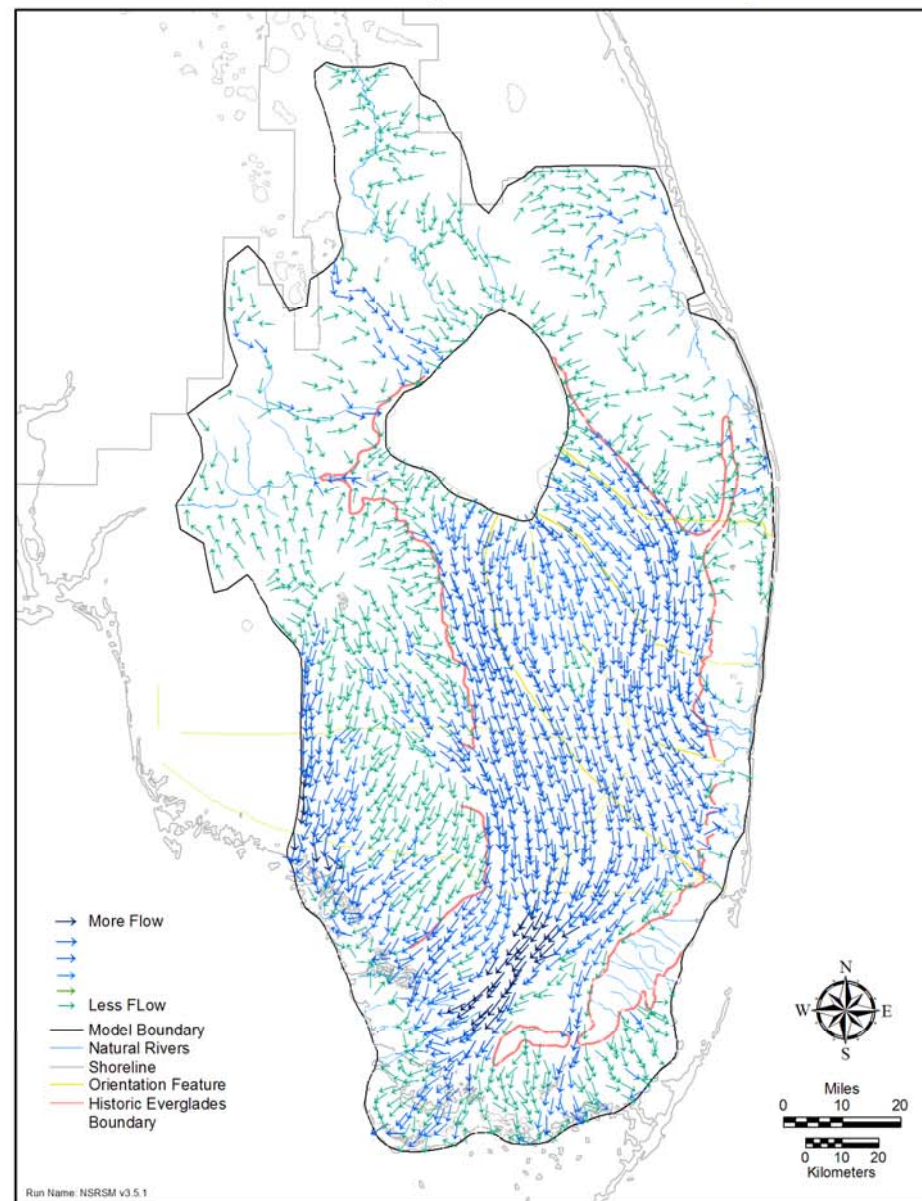 More Flow
Less FLow
Model Boundary
Natural Rivers
Shoreline
Orientation Feature
Historic Everglades
Boundary
Run Name: NSRSM v3.5.1
N
W
E
S
Miles
0 10 20
0 10 20
Kilometers